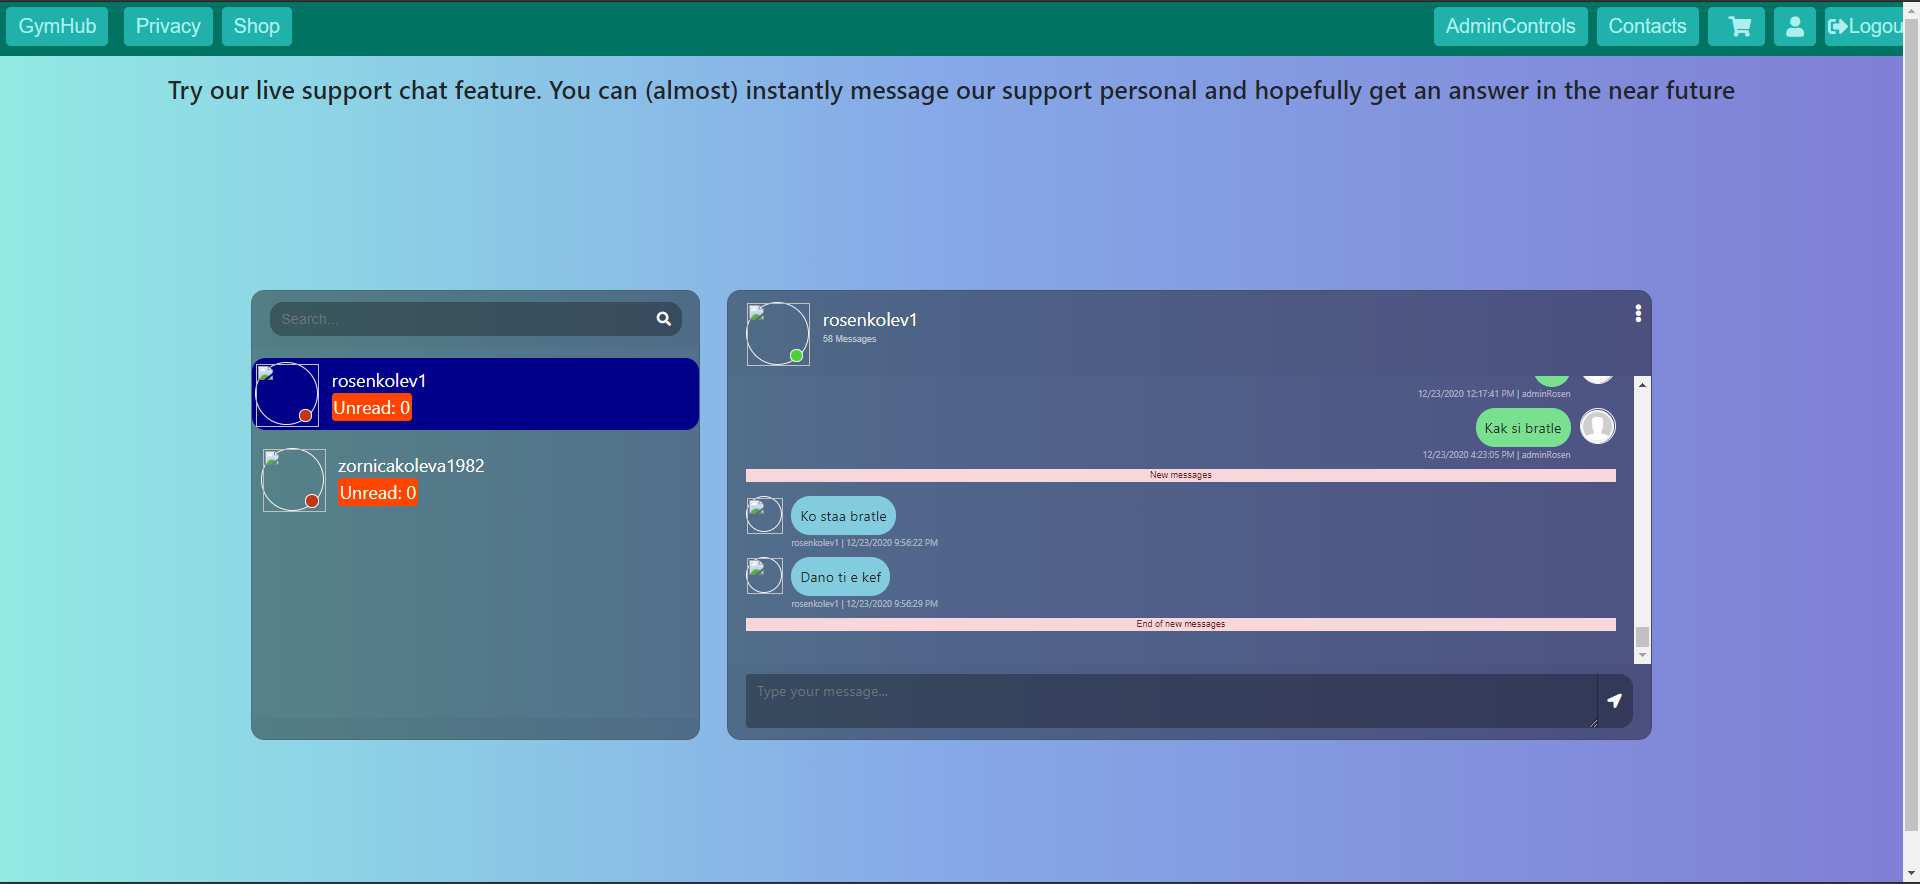 GymHub Privacy Shop AdminControls Contacts Logou
Try our live support chat feature. You can (almost) instantly message our support personal and hopefully get an answer in the near future
Search...
rosenkolev1
Unread: 0
zornicakoleva1982
Unread: 0
rosenkolev1
58 Messages
12/23/2020 12:17:41 PM | adminRosen
Kak si bratle
12/23/2020 4:23:05 PM | adminRosen
New messages
Ko staa bratle
rosenkolev1 | 12/23/2020 9:56:22 PM
Dano ti e kef
rosenkolev1 | 12/23/2020 9:56:29 PM
End of new messages
Type your message...